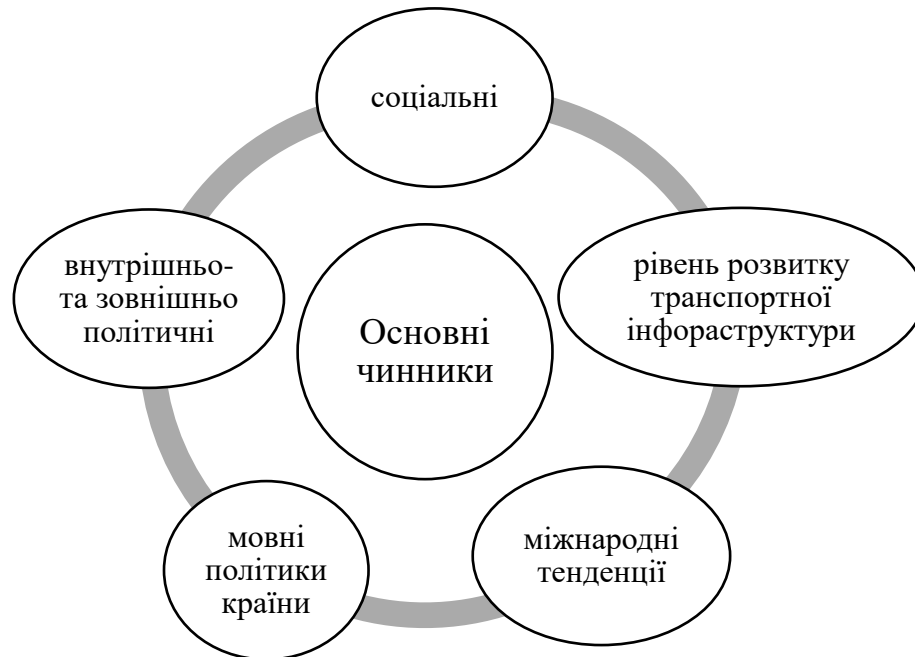 соціальні
рівень розвитку
транспортної
інфораструктури
міжнародні
тенденції
мовні
політики
країни
внутрішньо-
та зовнішньо
політичні
Основні
чинники